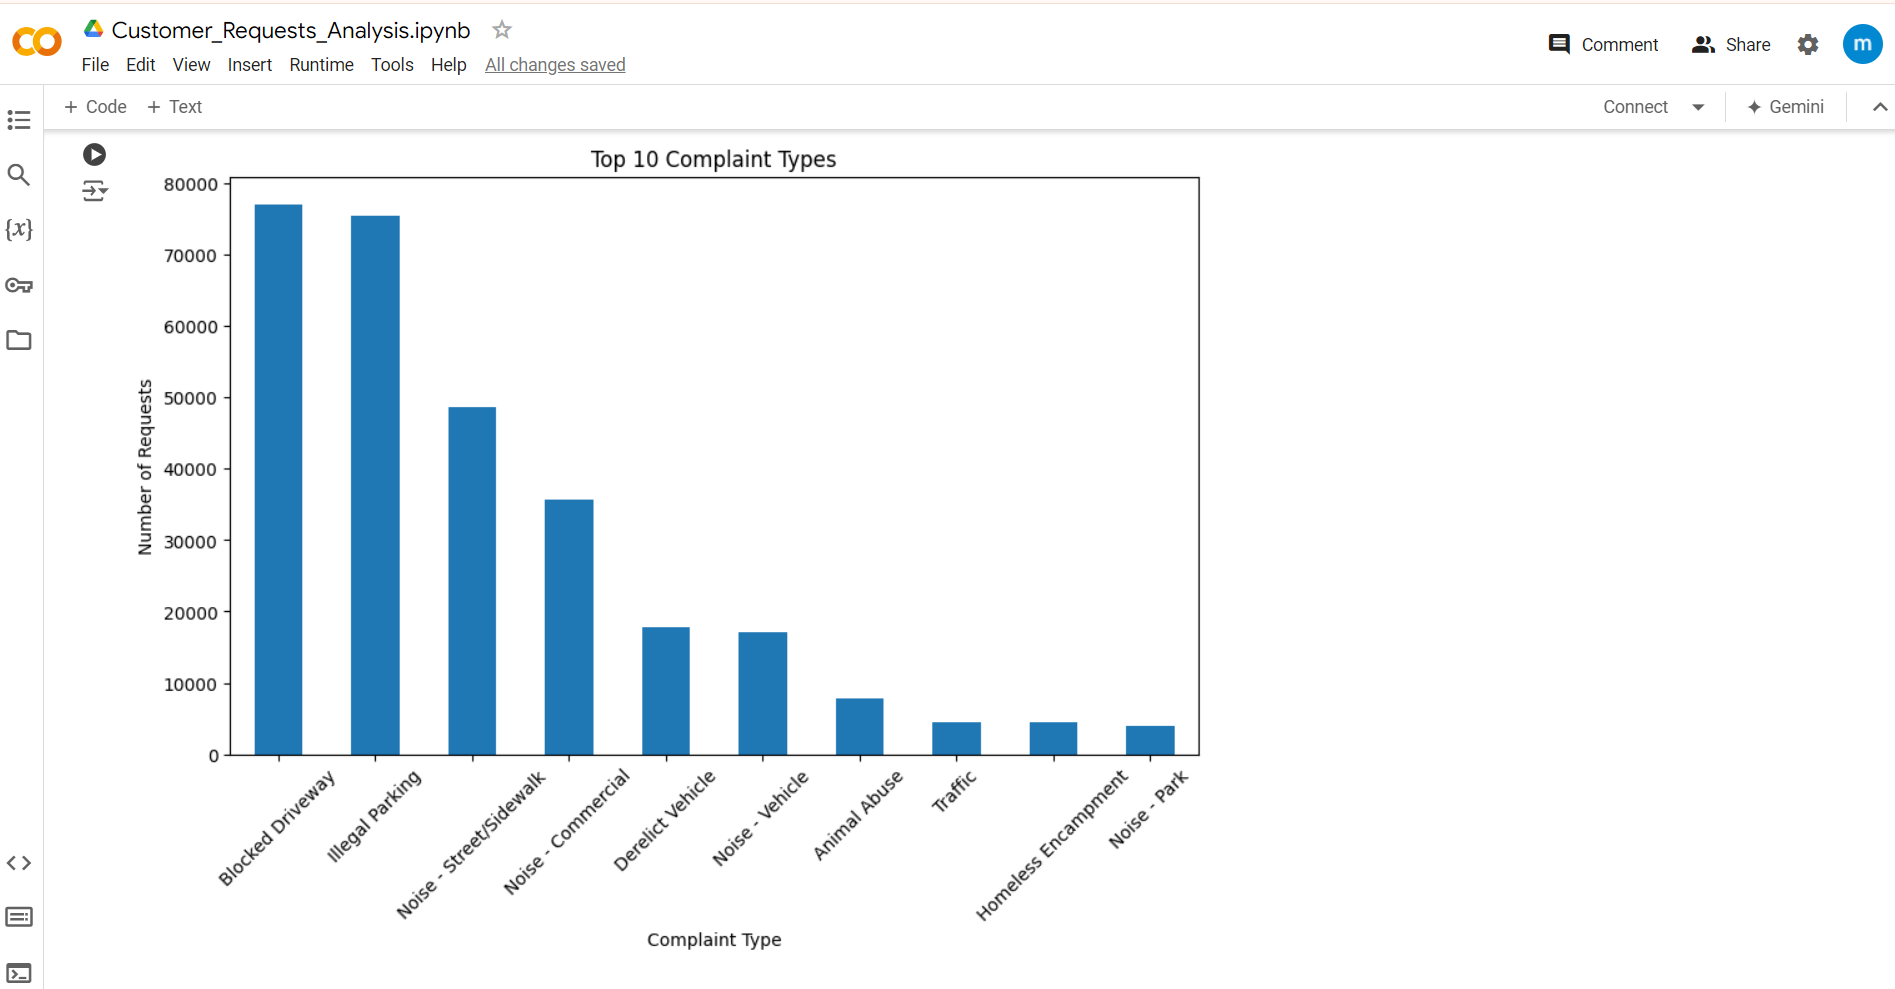 Customer_Requests_Analysis.ipynb
File Edit View Insert Runtime Tools Help All changes saved
Comment Share m
+ Code + Text
Connect Gemini
{x}
Top 10 Complaint Types
80000
70000
60000
50000
40000
30000
20000
10000
0
Number of Requests
Blocked Driveway
Illegal Parking
Noise - Street/Sidewalk
Noise - Commercial
Derelict Vehicle
Noise - Vehicle
Animal Abuse
Traffic
Homeless Encampment
Noise - Park
Complaint Type